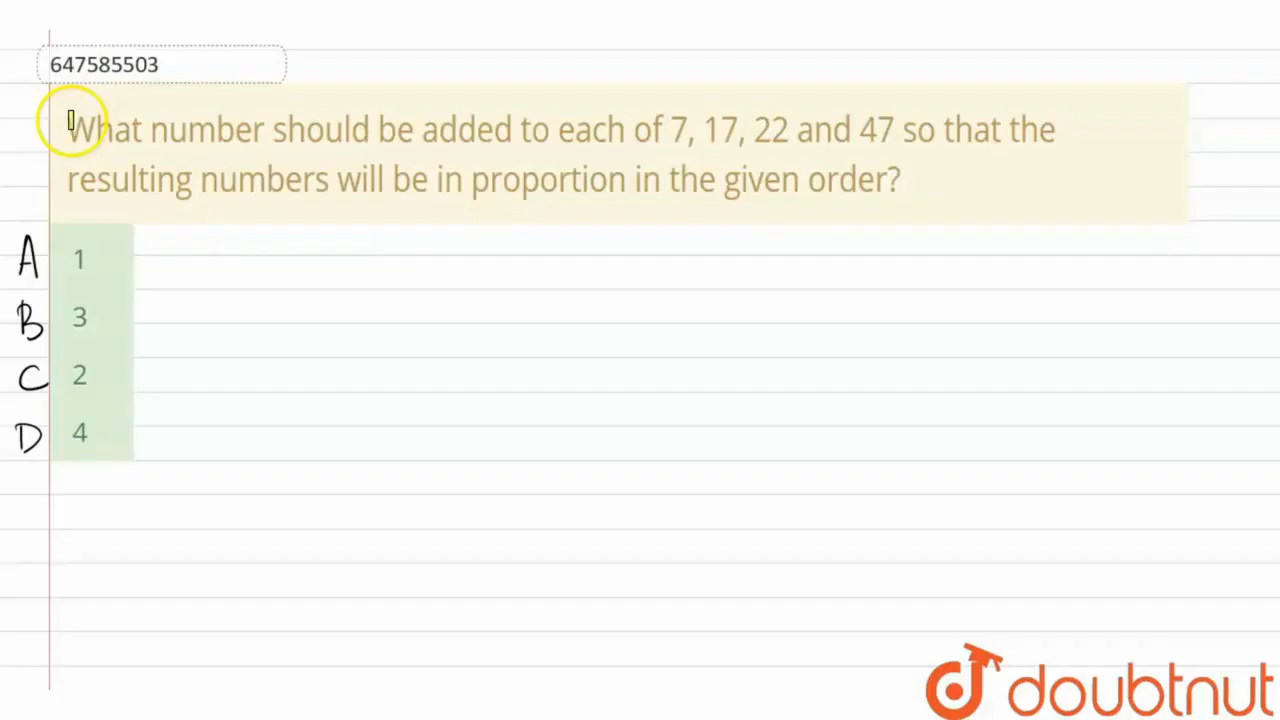 647585503
What number should be added to each of 7, 17, 22 and 47 so that the
resulting numbers will be in proportion in the given order?
A 1
B 3
C 2
D 4
doubtnut